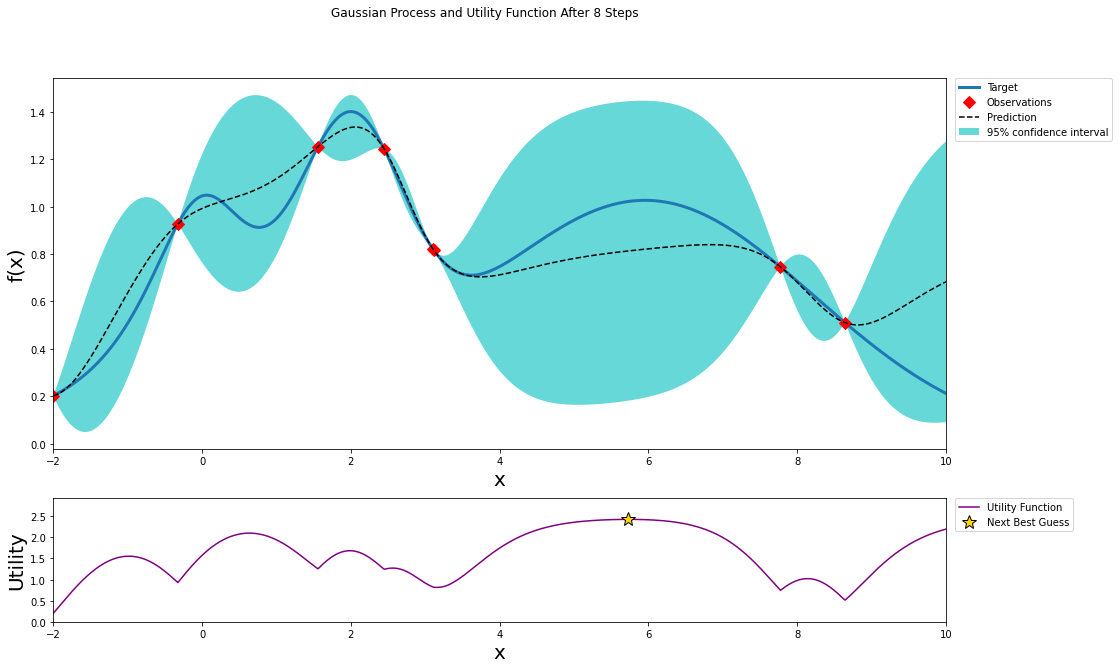 Gaussian Process and Utility Function After 8 Steps
1.4
1.2
1.0
0.8
0.6
0.4
0.2
0.0
f(x)
−2 0 2 4 6 8 10
x
Target
Observations
Prediction
95% confidence interval
2.5
2.0
1.5
1.0
0.5
0.0
Utility
−2 0 2 4 6 8 10
x
Utility Function
Next Best Guess